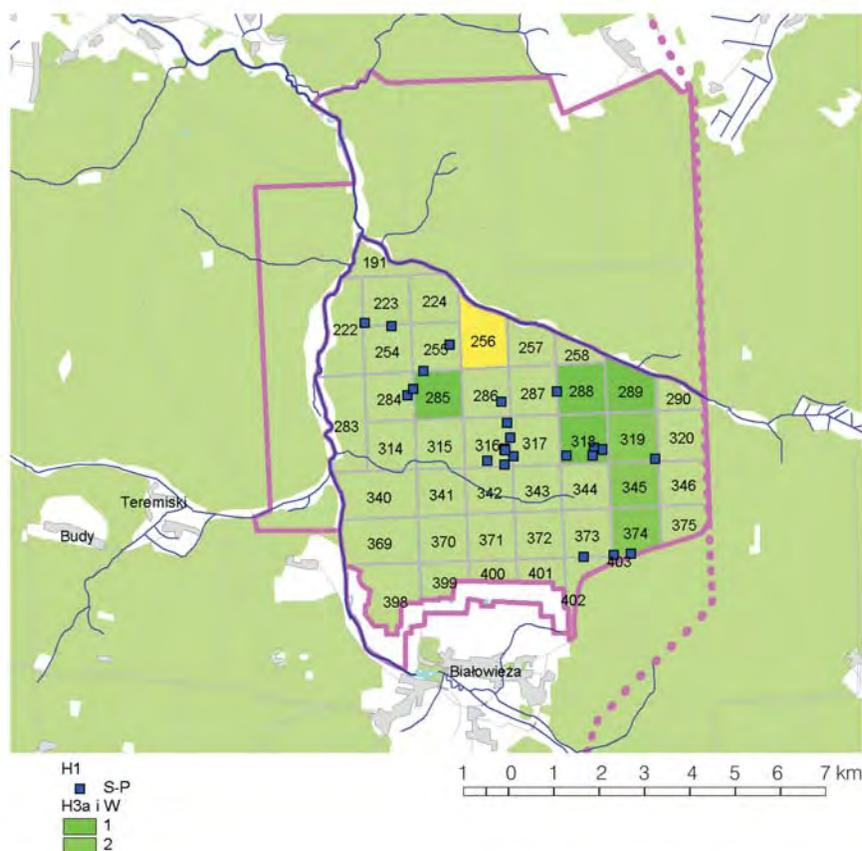 191
223 224
222 256
254 255 257 258
284 285 286 287 288 289 290
283
314 315 316 317 318 319 320
340 341 342 343 344 345 346
369 370 371 372 373 374 375
398 399 400 401 402 403
Teremiski
Budy
Białowieża
H1
S-P
H3a i W
1
2
1 0 1 2 3 4 5 6 7 km